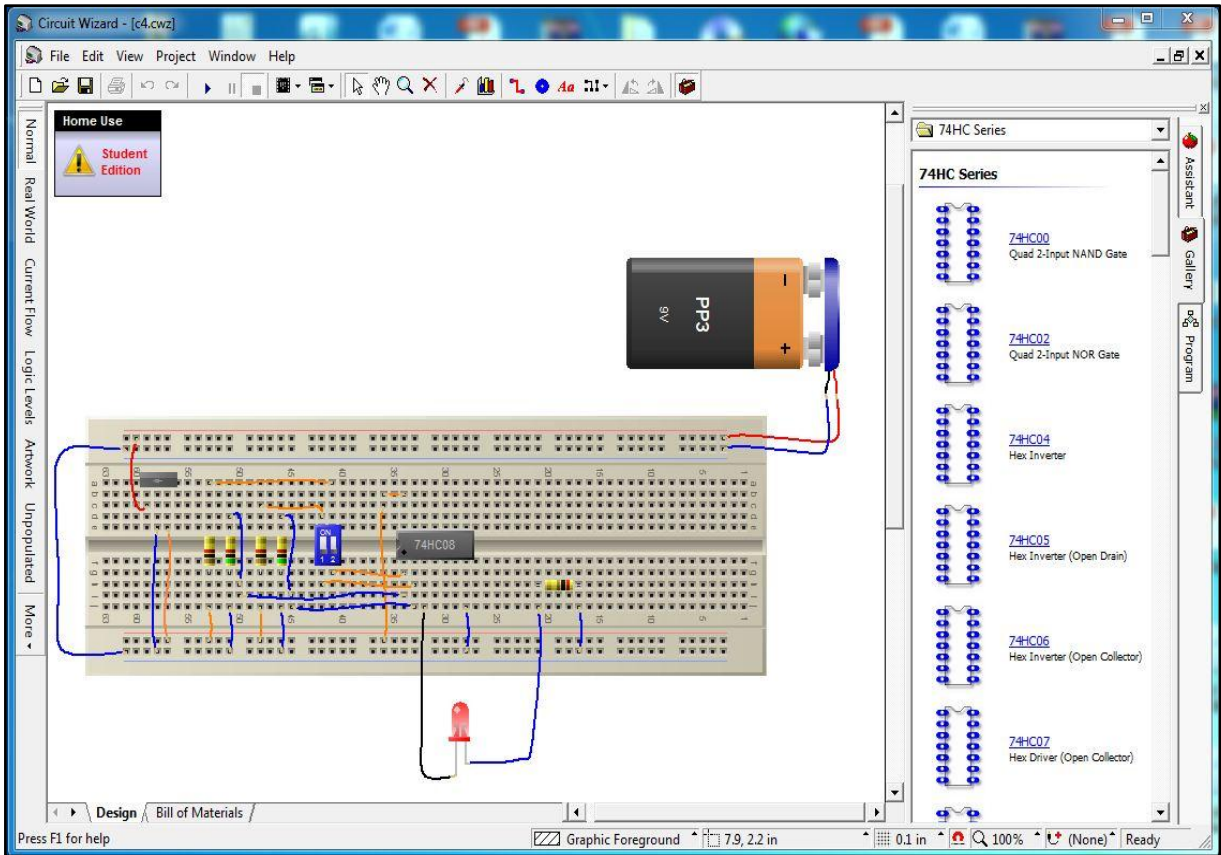 Circuit Wizard - [c4.cwz]
File Edit View Project Window Help
Normal
Real World
Current Flow
Logic Levels
Artwork
Unpopulated
More
Home Use
Student
Edition
PP3
9V
-
+
ON
1 2
74HC08
74HC Series
74HC Series
74HC00
Quad 2-Input NAND Gate
74HC02
Quad 2-Input NOR Gate
74HC04
Hex Inverter
74HC05
Hex Inverter (Open Drain)
74HC06
Hex Inverter (Open Collector)
74HC07
Hex Driver (Open Collector)
Assistant
Gallery
Program
Design
Bill of Materials
Press F1 for help
Graphic Foreground
7.9, 2.2 in
0.1 in
100%
(None)
Ready